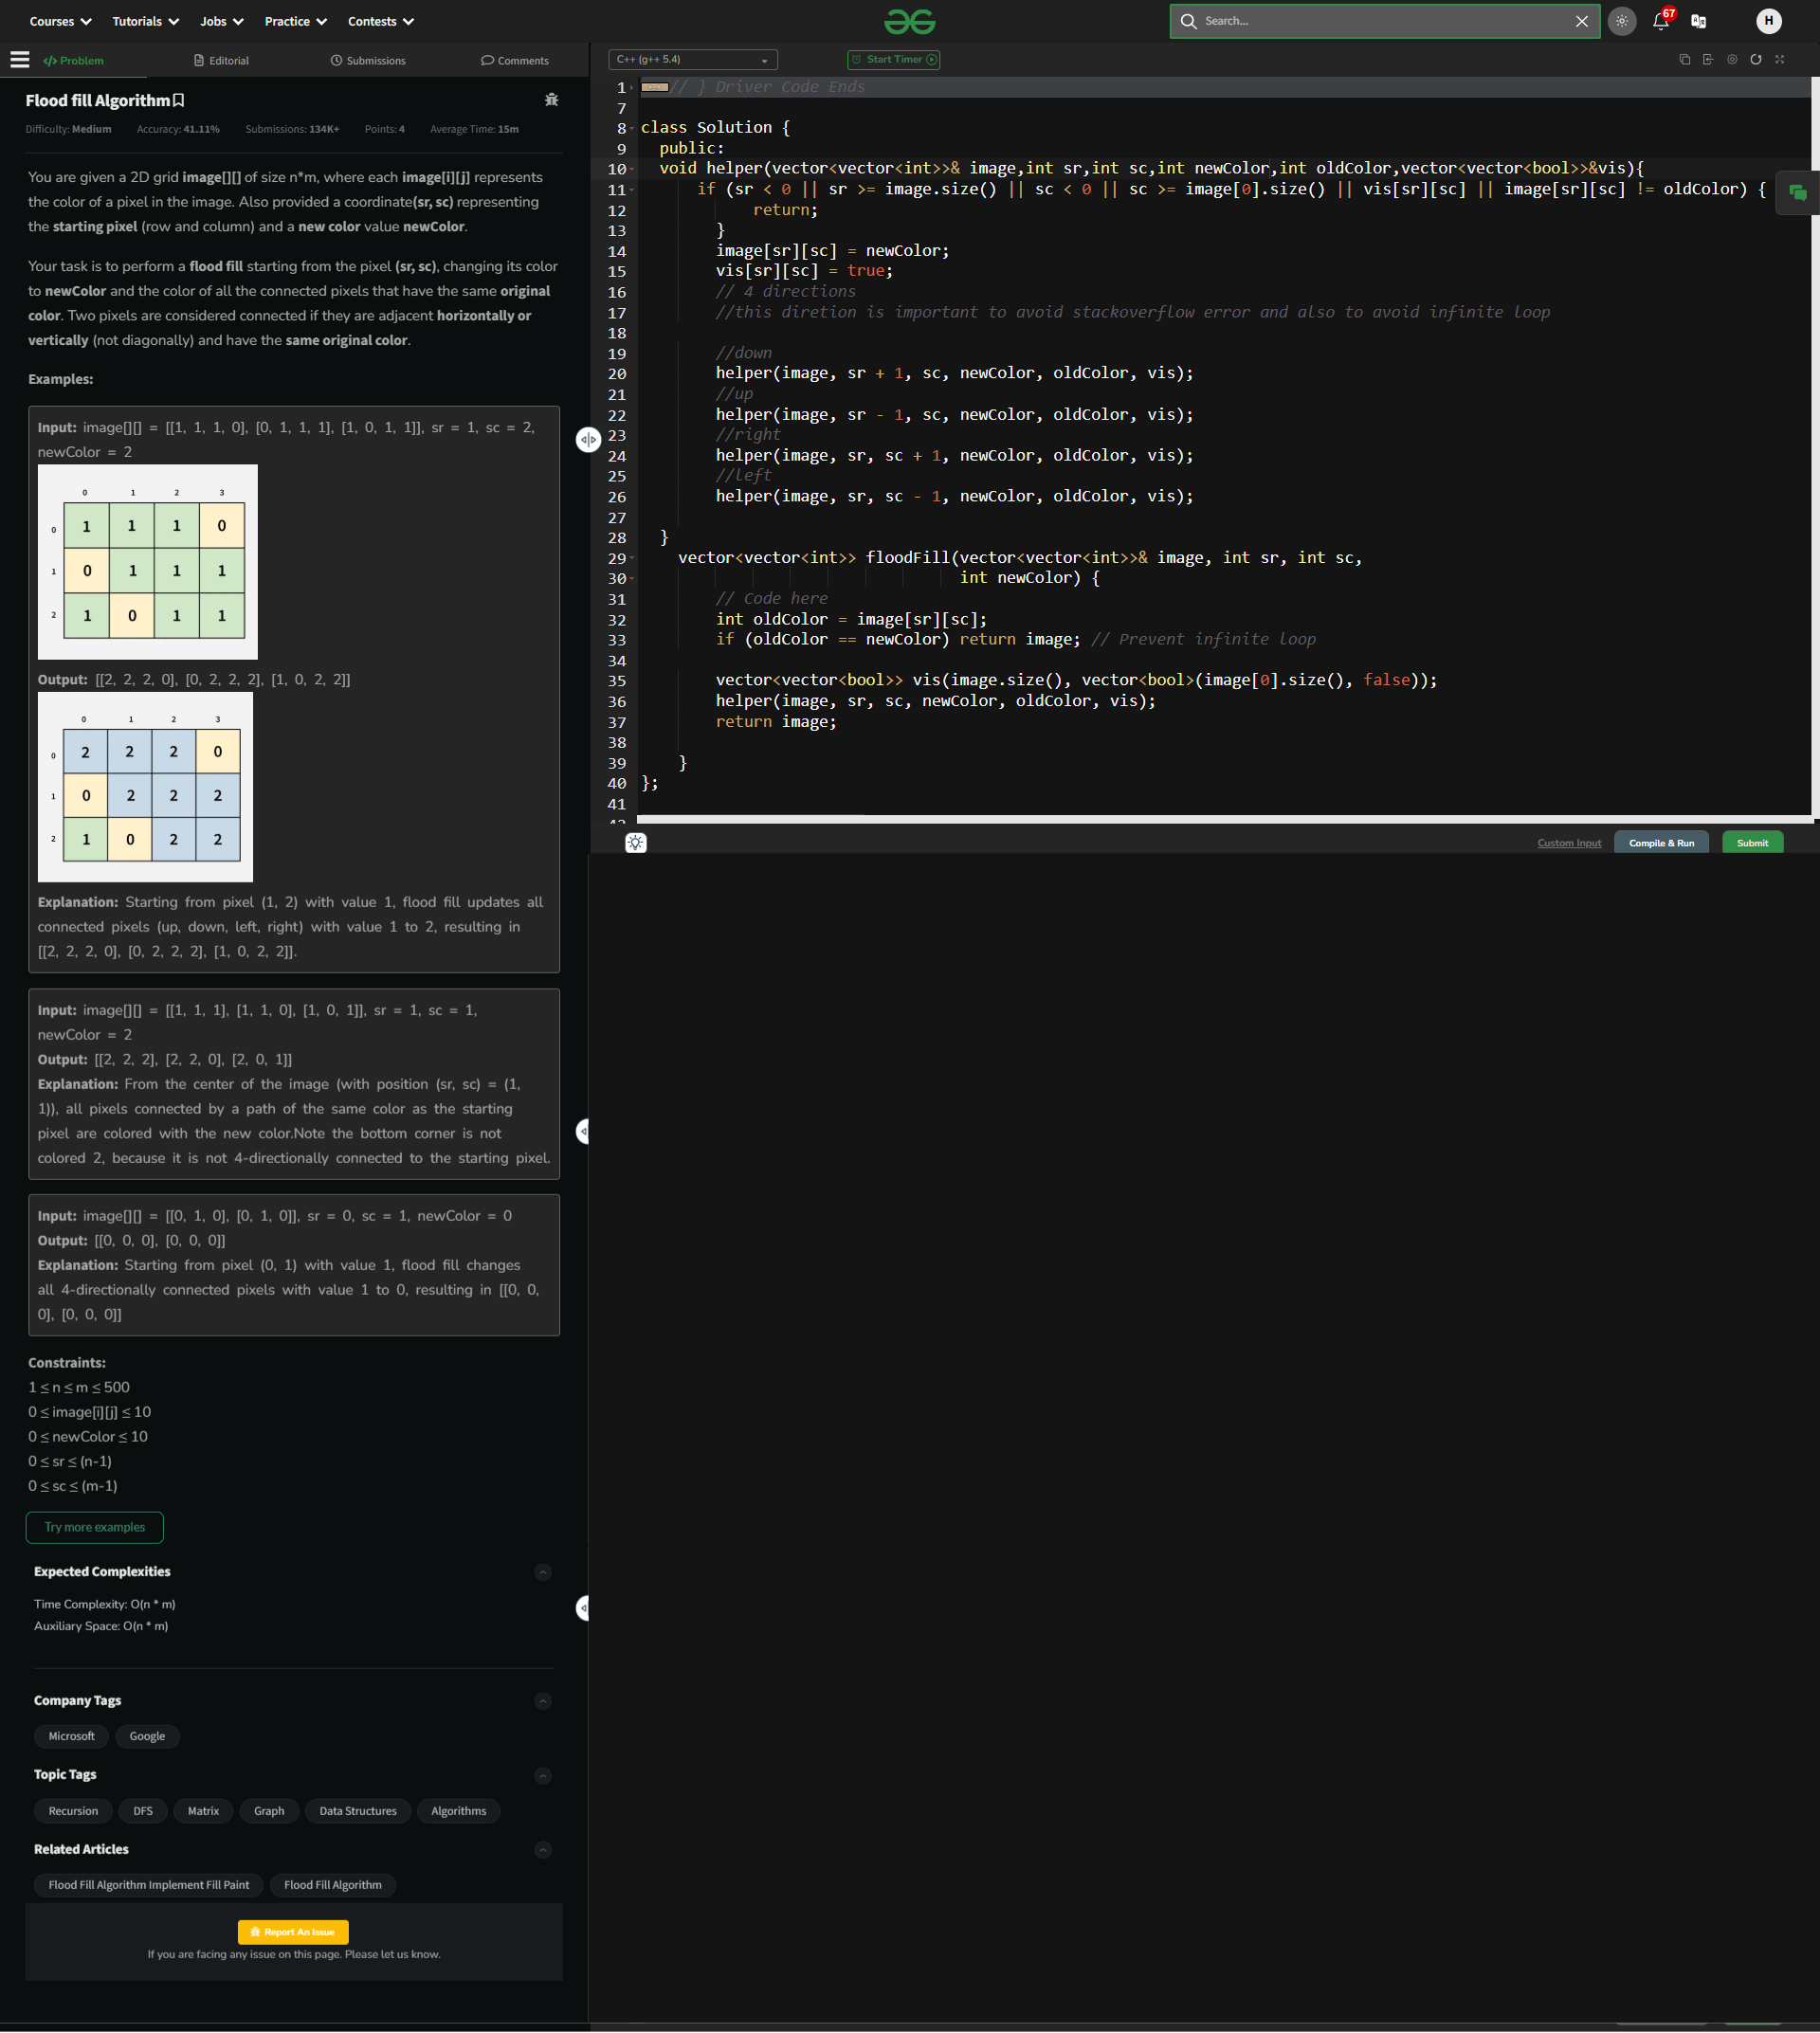 Courses Tutorials Jobs Practice Contests
Search...
67
H
Problem Editorial Submissions Comments
Flood fill Algorithm
Difficulty: Medium Accuracy: 41.11% Submissions: 134K+ Points: 4 Average Time: 15m
You are given a 2D grid image[][] of size n*m, where each image[i][j] represents
the color of a pixel in the image. Also provided a coordinate(sr, sc) representing
the starting pixel (row and column) and a new color value newColor.
Your task is to perform a flood fill starting from the pixel (sr, sc), changing its color
to newColor and the color of all the connected pixels that have the same original
color. Two pixels are considered connected if they are adjacent horizontally or
vertically (not diagonally) and have the same original color.
Examples:
Input: image[][] = [[1, 1, 1, 0], [0, 1, 1, 1], [1, 0, 1, 1]], sr = 1, sc = 2,
newColor = 2
0 1 2 3
0 1 1 1 0
1 0 1 1 1
2 1 0 1 1
Output: [[2, 2, 2, 0], [0, 2, 2, 2], [1, 0, 2, 2]]
0 1 2 3
0 2 2 2 0
1 0 2 2 2
2 1 0 2 2
Explanation: Starting from pixel (1, 2) with value 1, flood fill updates all
connected pixels (up, down, left, right) with value 1 to 2, resulting in
[[2, 2, 2, 0], [0, 2, 2, 2], [1, 0, 2, 2]].
Input: image[][] = [[1, 1, 1], [1, 1, 0], [1, 0, 1]], sr = 1, sc = 1,
newColor = 2
Output: [[2, 2, 2], [2, 2, 0], [2, 0, 1]]
Explanation: From the center of the image (with position (sr, sc) = (1,
1)), all pixels connected by a path of the same color as the starting
pixel are colored with the new color.Note the bottom corner is not
colored 2, because it is not 4-directionally connected to the starting pixel.
Input: image[][] = [[0, 1, 0], [0, 1, 0]], sr = 0, sc = 1, newColor = 0
Output: [[0, 0, 0], [0, 0, 0]]
Explanation: Starting from pixel (0, 1) with value 1, flood fill changes
all 4-directionally connected pixels with value 1 to 0, resulting in [[0, 0,
0], [0, 0, 0]]
Constraints:
1 ≤ n ≤ m ≤ 500
0 ≤ image[i][j] ≤ 10
0 ≤ newColor ≤ 10
0 ≤ sr ≤ (n-1)
0 ≤ sc ≤ (m-1)
Try more examples
Expected Complexities
Time Complexity: O(n * m)
Auxiliary Space: O(n * m)
Company Tags
Microsoft Google
Topic Tags
Recursion DFS Matrix Graph Data Structures Algorithms
Related Articles
Flood Fill Algorithm Implement Fill Paint Flood Fill Algorithm
Report An Issue
If you are facing any issue on this page. Please let us know.
C++ (g++ 5.4) Start Timer
1 // } Driver Code Ends
7
8 class Solution {
9 public:
10 void helper(vector<vector<int>>& image,int sr,int sc,int newColor,int oldColor,vector<vector<bool>>&vis){
11 if (sr < 0 || sr >= image.size() || sc < 0 || sc >= image[0].size() || vis[sr][sc] || image[sr][sc] != oldColor) {
12 return;
13 }
14 image[sr][sc] = newColor;
15 vis[sr][sc] = true;
16 // 4 directions
17 //this diretion is important to avoid stackoverflow error and also to avoid infinite loop
18
19 //down
20 helper(image, sr + 1, sc, newColor, oldColor, vis);
21 //up
22 helper(image, sr - 1, sc, newColor, oldColor, vis);
23 //right
24 helper(image, sr, sc + 1, newColor, oldColor, vis);
25 //left
26 helper(image, sr, sc - 1, newColor, oldColor, vis);
27
28 }
29 vector<vector<int>> floodFill(vector<vector<int>>& image, int sr, int sc,
30 int newColor) {
31 // Code here
32 int oldColor = image[sr][sc];
33 if (oldColor == newColor) return image; // Prevent infinite loop
34
35 vector<vector<bool>> vis(image.size(), vector<bool>(image[0].size(), false));
36 helper(image, sr, sc, newColor, oldColor, vis);
37 return image;
38
39 }
40 };
41
Custom Input Compile & Run Submit